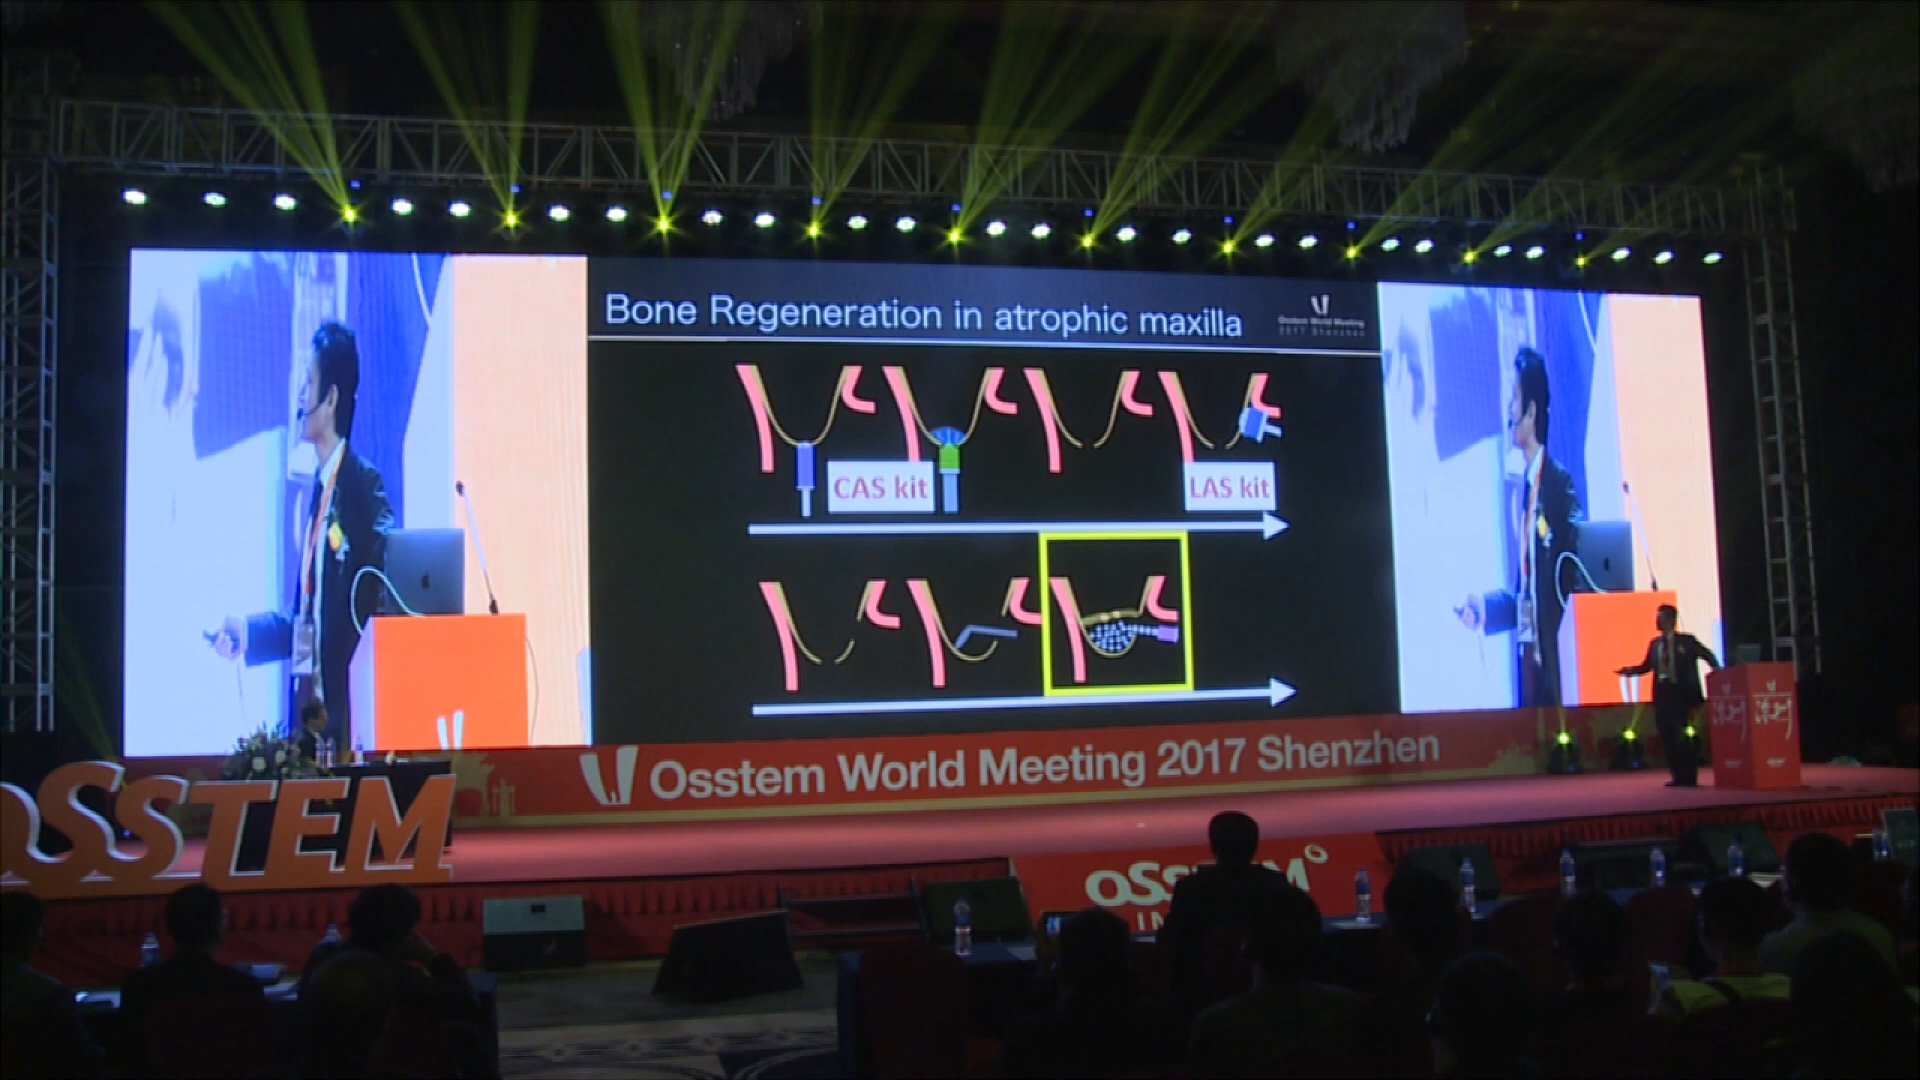 Bone Regeneration in atrophic maxilla
Osstem World Meeting
2017 Shenzhen
CAS kit
LAS kit
Osstem World Meeting 2017 Shenzhen
OSSTEM